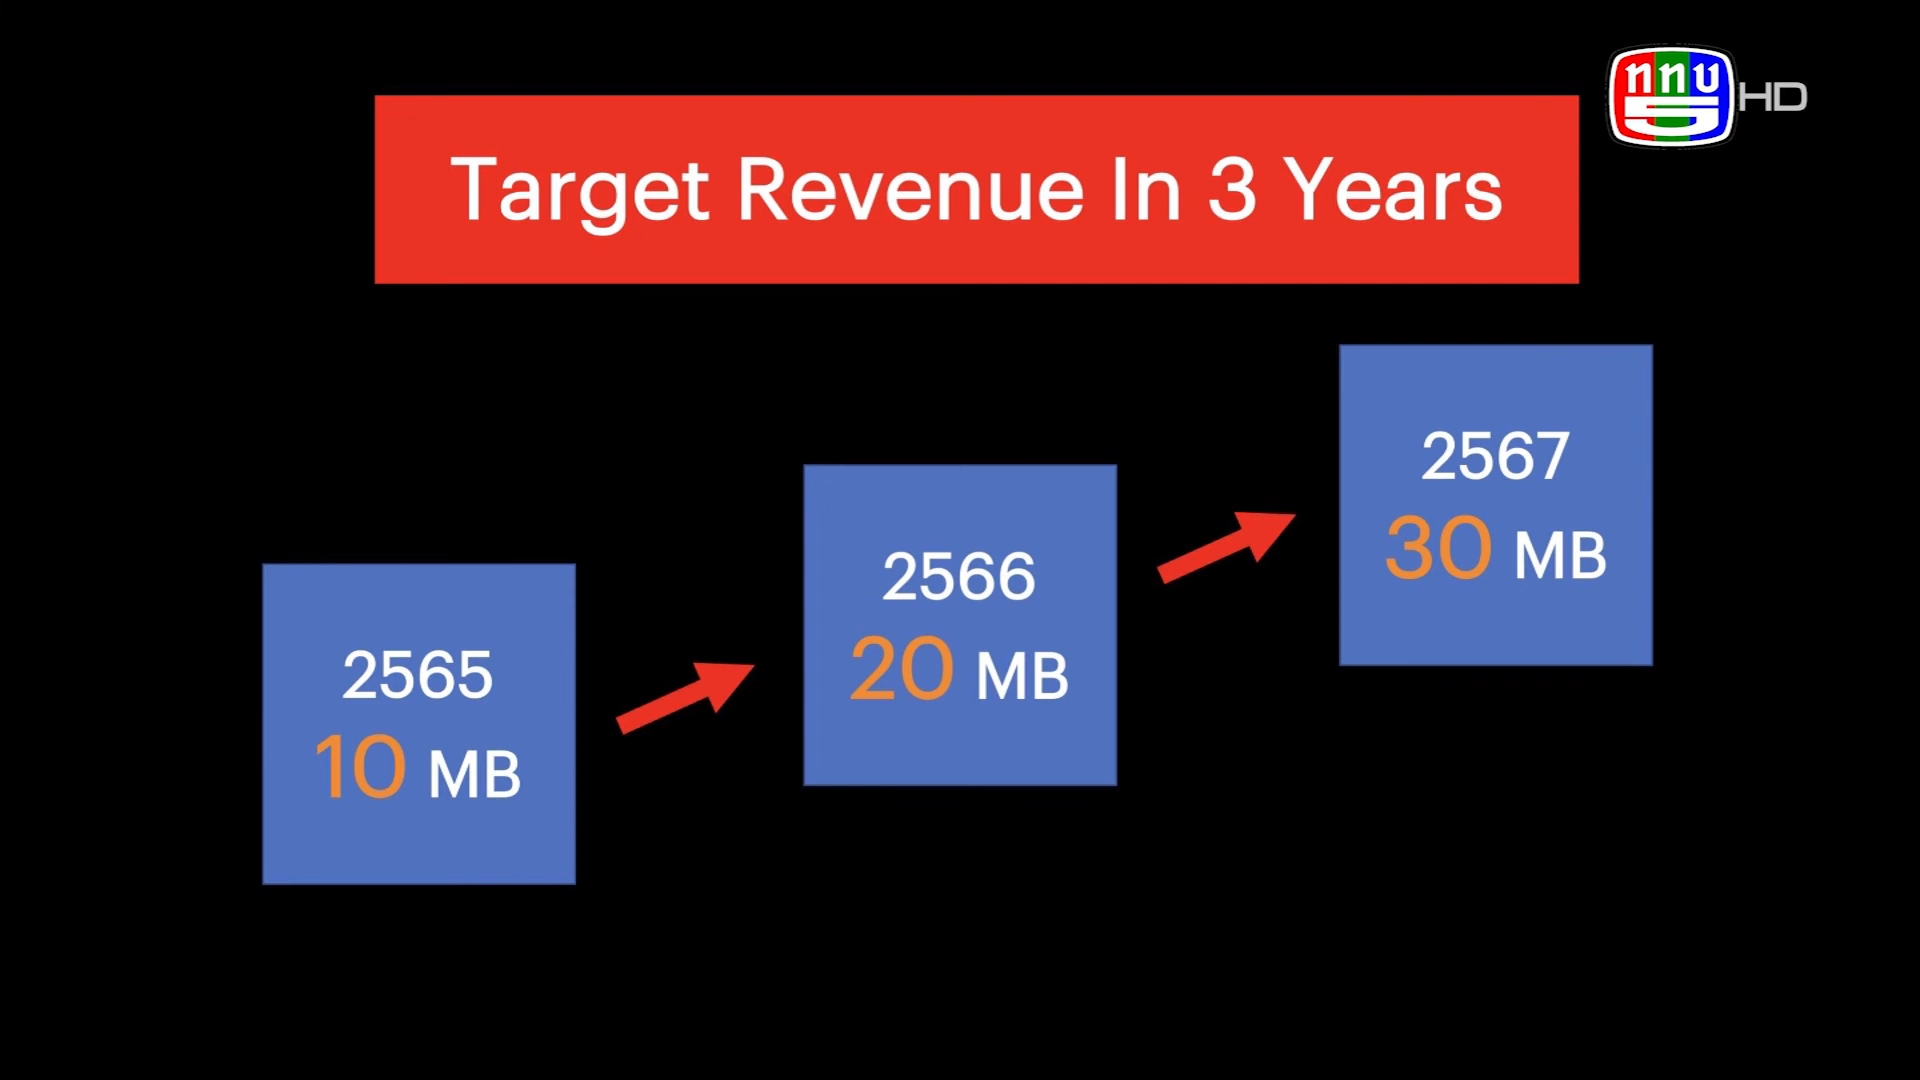 ททบ
5
HD
Target Revenue In 3 Years
2565
10 MB
2566
20 MB
2567
30 MB